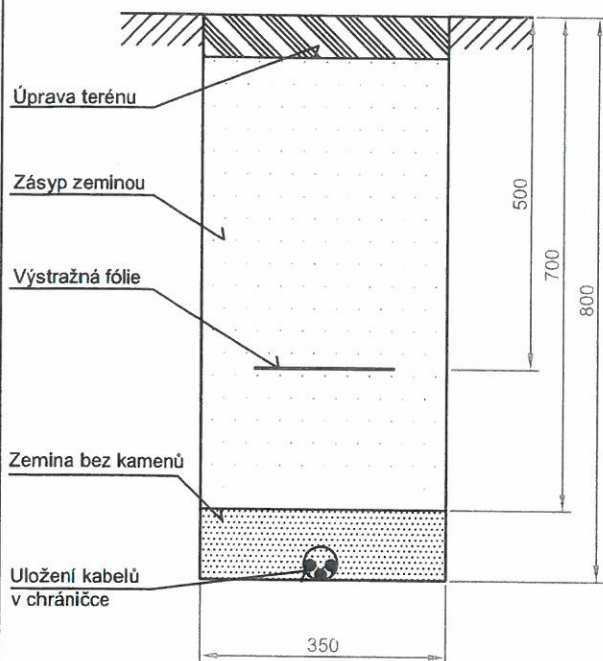 Úprava terénu
Zásyp zeminou
Výstražná fólie
Zemina bez kamenů
Uložení kabelů
v chráničce
500
700
800
350